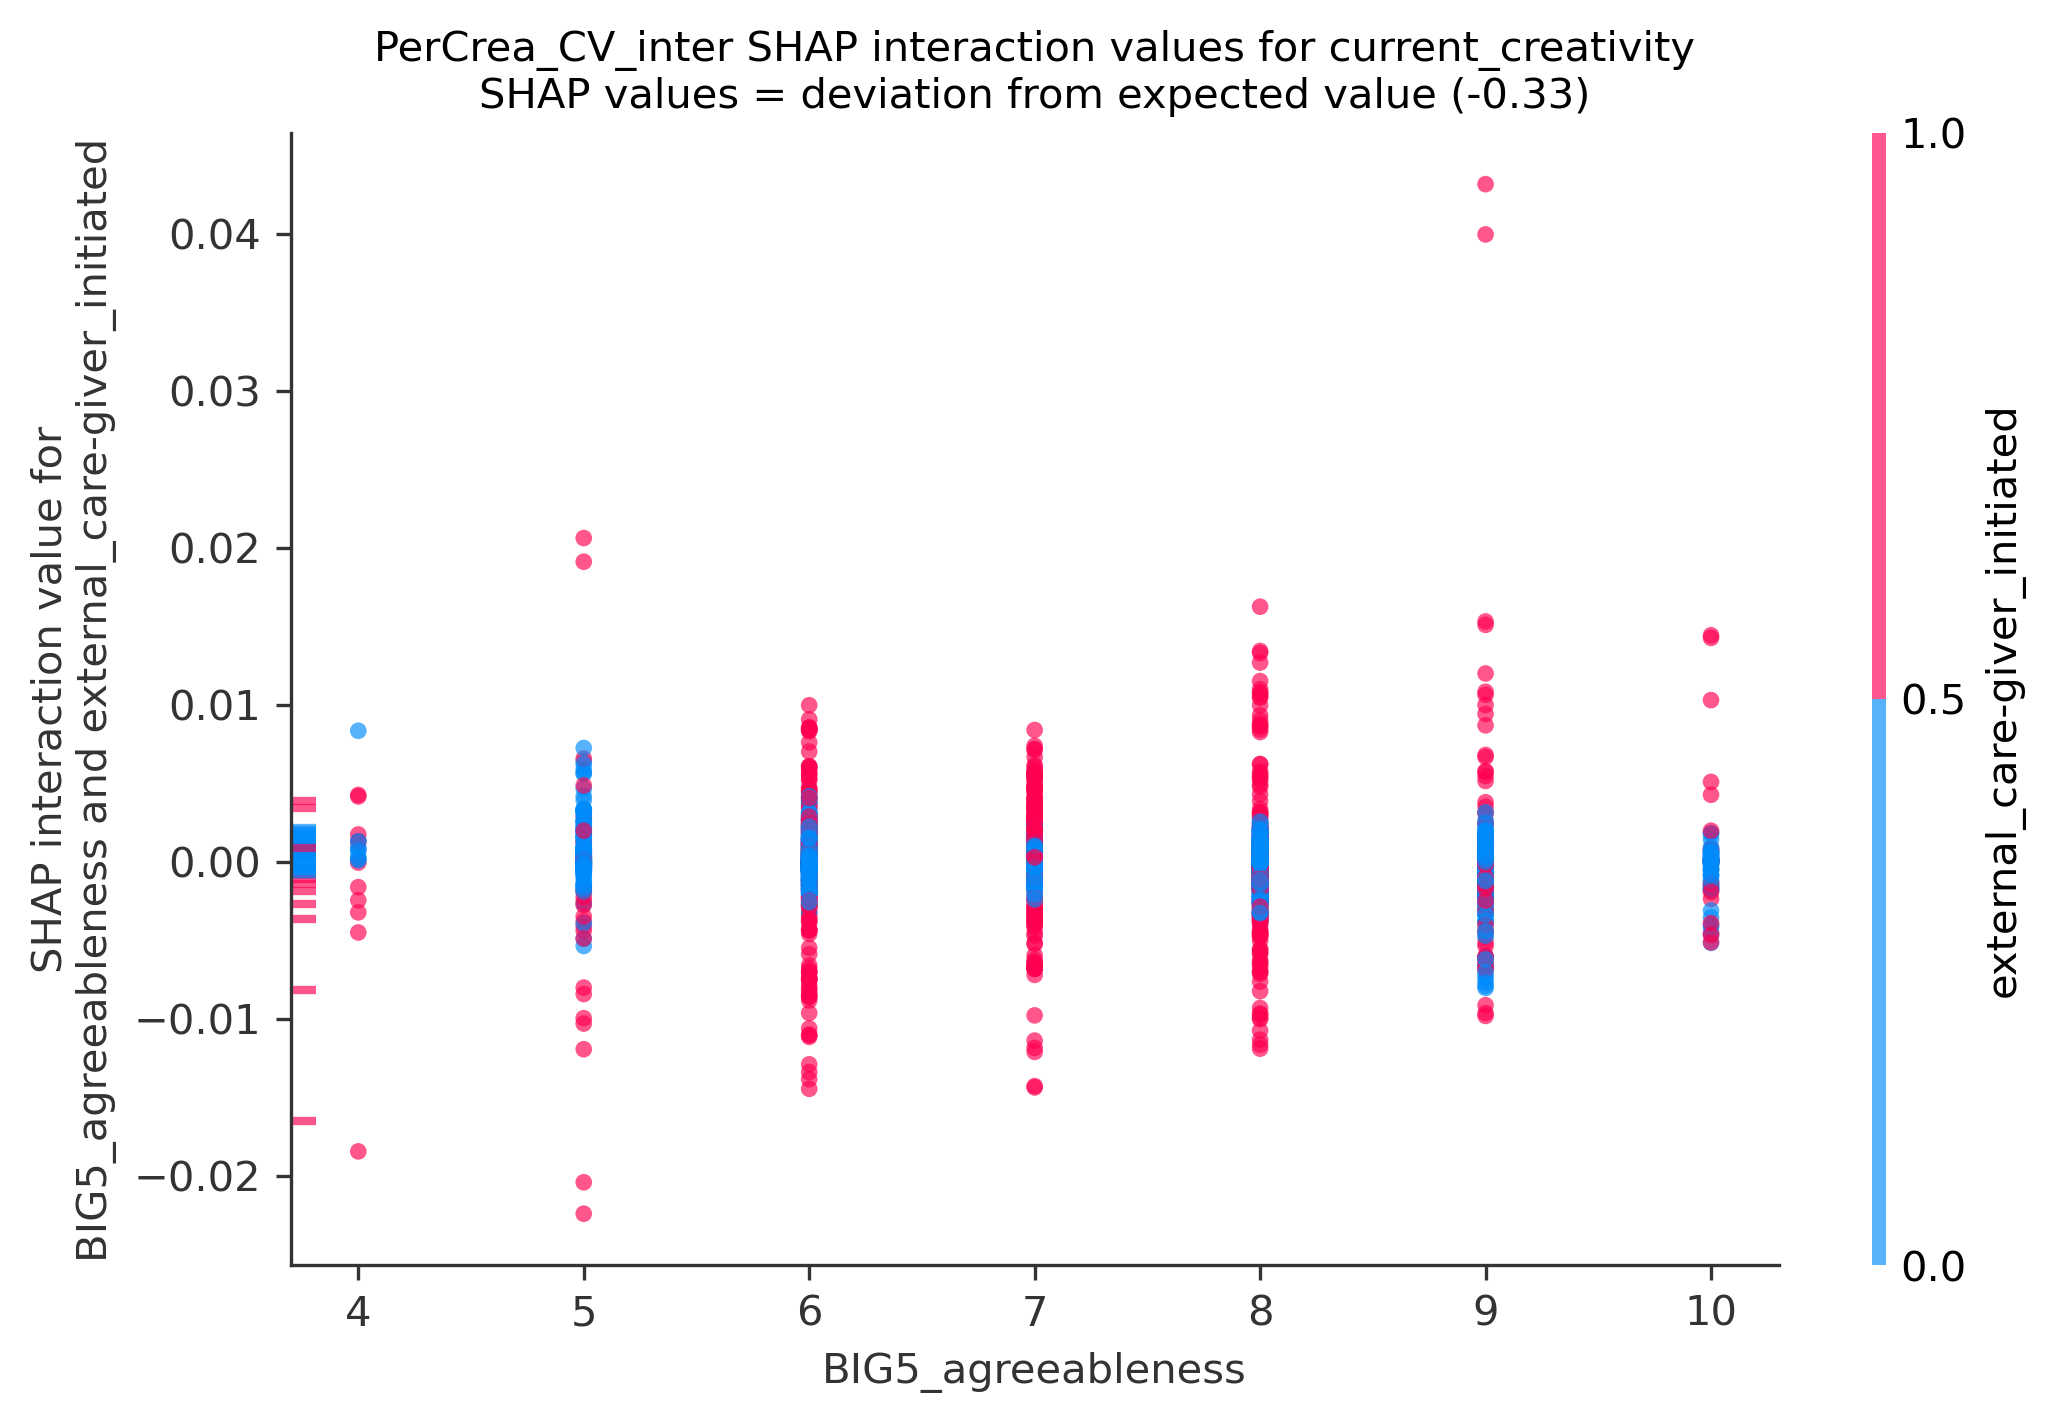 PerCrea_CV_inter SHAP interaction values for current_creativity
SHAP values = deviation from expected value (-0.33)
SHAP interaction value for
BIG5_agreeableness and external_care-giver_initiated
0.04
0.03
0.02
0.01
0.00
−0.01
−0.02
4 5 6 7 8 9 10
BIG5_agreeableness
1.0
0.5
0.0
external_care-giver_initiated